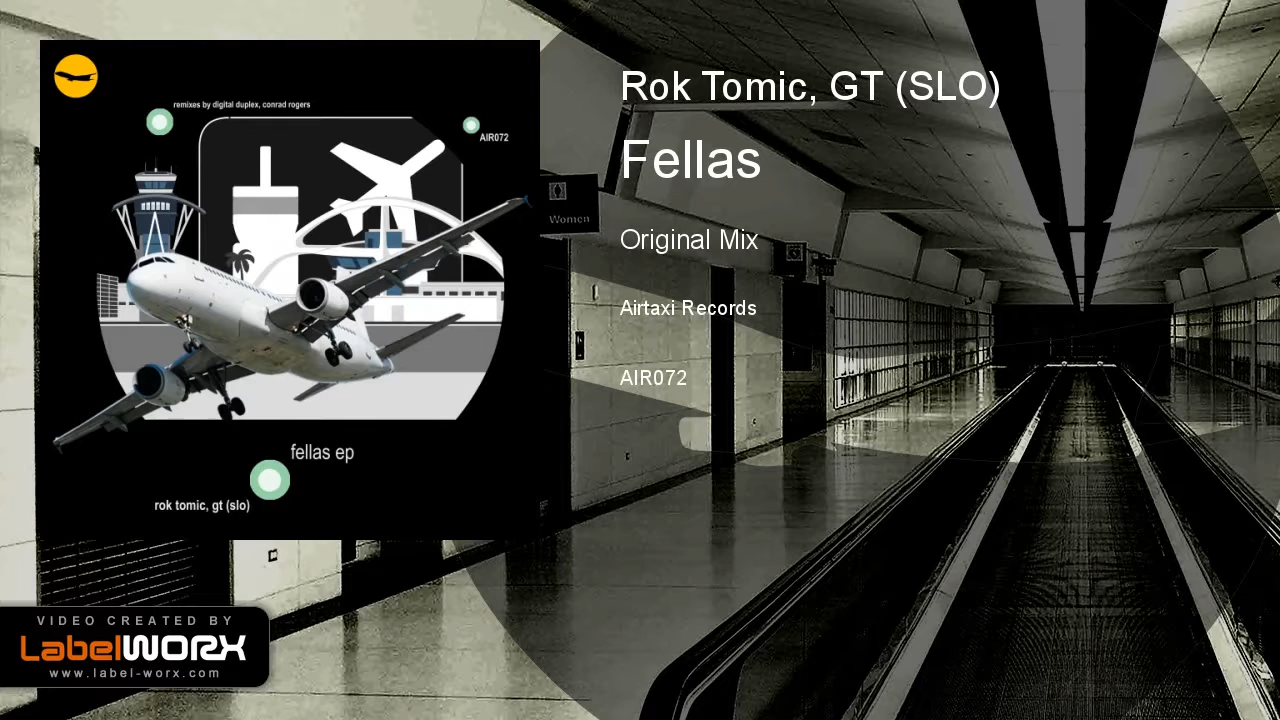 remixes by digital duplex, conrad rogers
AIR072
fellas ep
rok tomic, gt (slo)
Rok Tomic, GT (SLO)
Fellas
Original Mix
Airtaxi Records
AIR072
Women
VIDEO CREATED BY
LabelWORX
www.label-worx.com